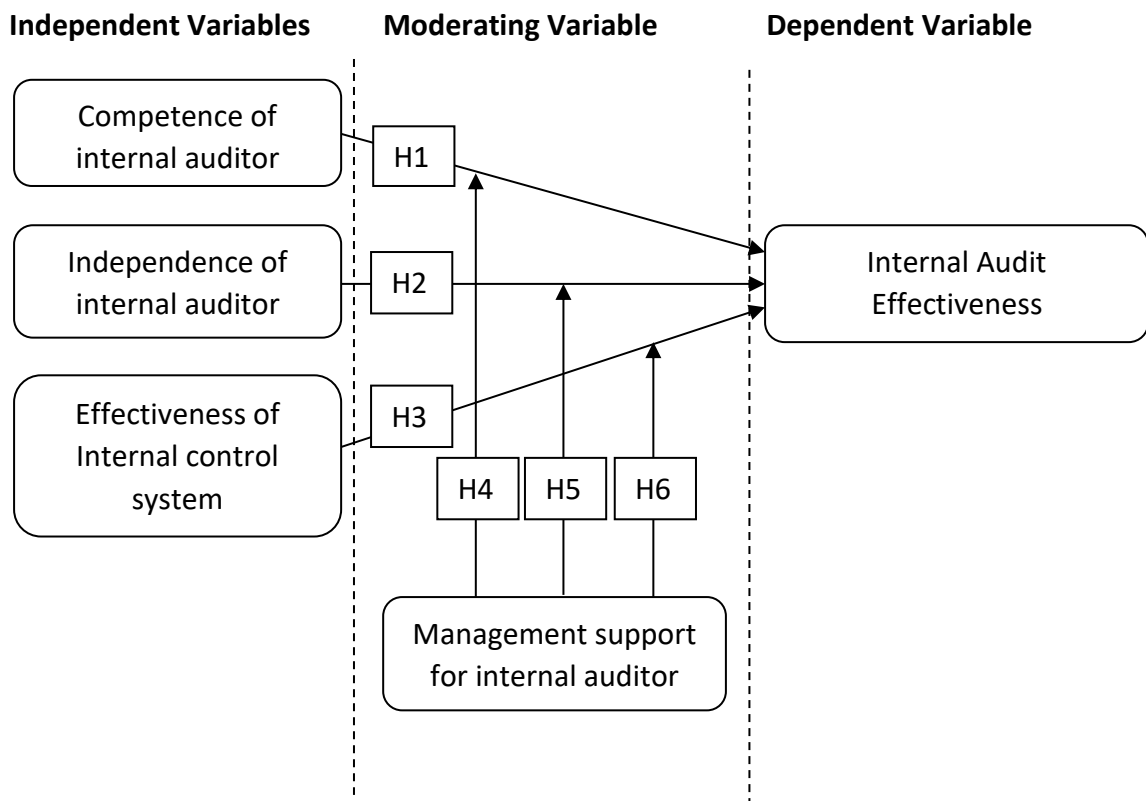 Independent Variables
Moderating Variable
Dependent Variable
Competence of
internal auditor
H1
Independence of
internal auditor
H2
Internal Audit
Effectiveness
Effectiveness of
Internal control
system
H3
H4
H5
H6
Management support
for internal auditor